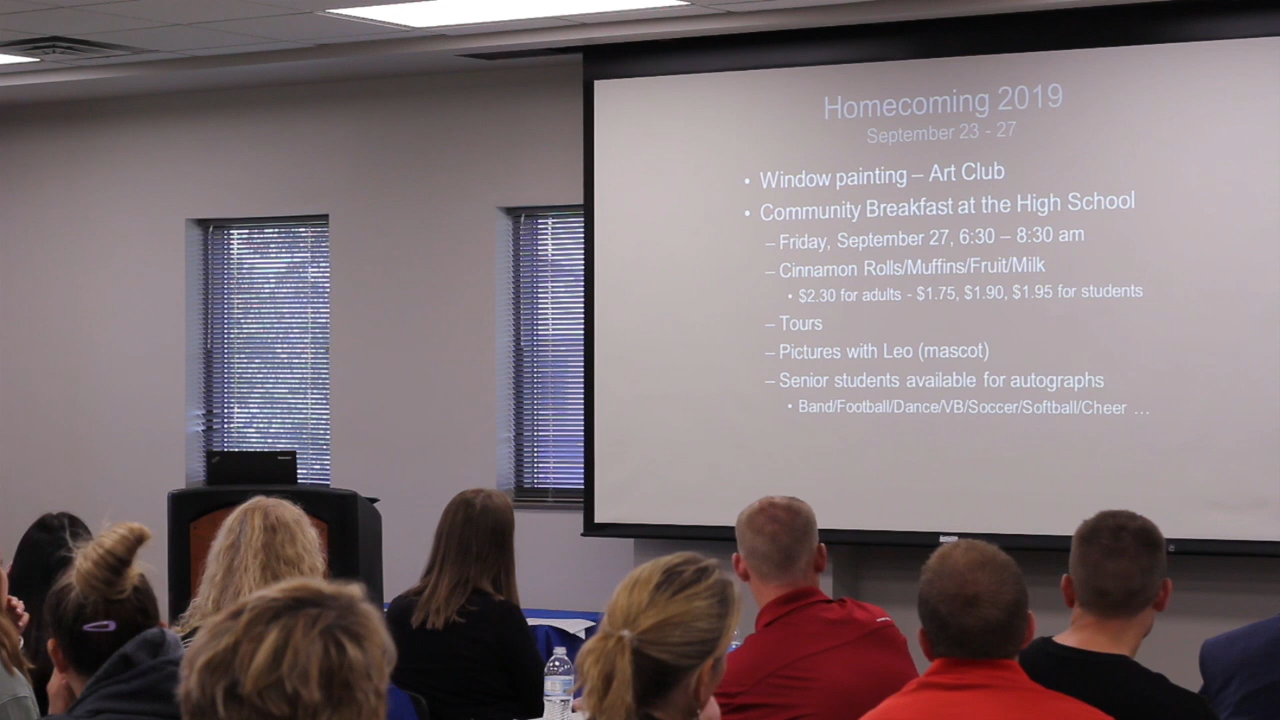 Homecoming 2019
September 23 - 27
• Window painting – Art Club
• Community Breakfast at the High School
– Friday, September 27, 6:30 – 8:30 am
– Cinnamon Rolls/Muffins/Fruit/Milk
• $2.30 for adults - $1.75, $1.90, $1.95 for students
– Tours
– Pictures with Leo (mascot)
– Senior students available for autographs
• Band/Football/Dance/VB/Soccer/Softball/Cheer …